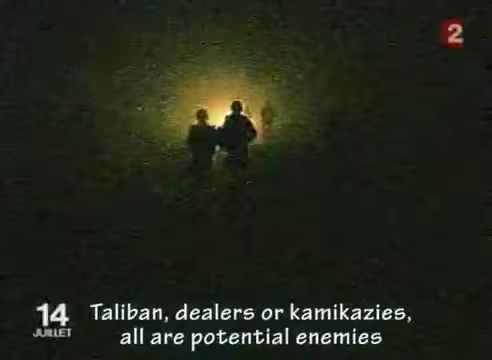 2
14
JUILLET
Taliban, dealers or kamikazies,
all are potential enemies